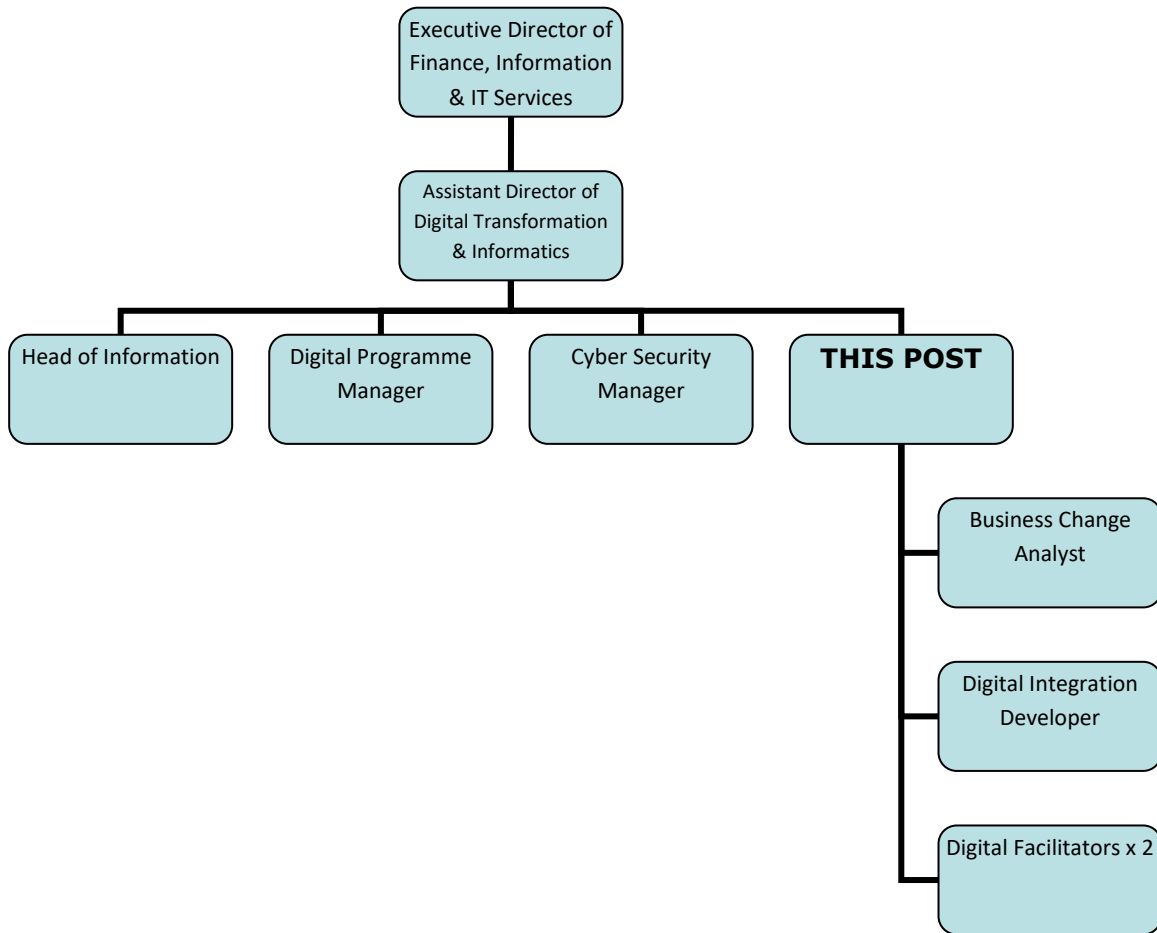 Executive Director of
Finance, Information
& IT Services
Assistant Director of
Digital Transformation
& Informatics
Head of Information
Digital Programme
Manager
Cyber Security
Manager
THIS POST
Business Change
Analyst
Digital Integration
Developer
Digital Facilitators x 2